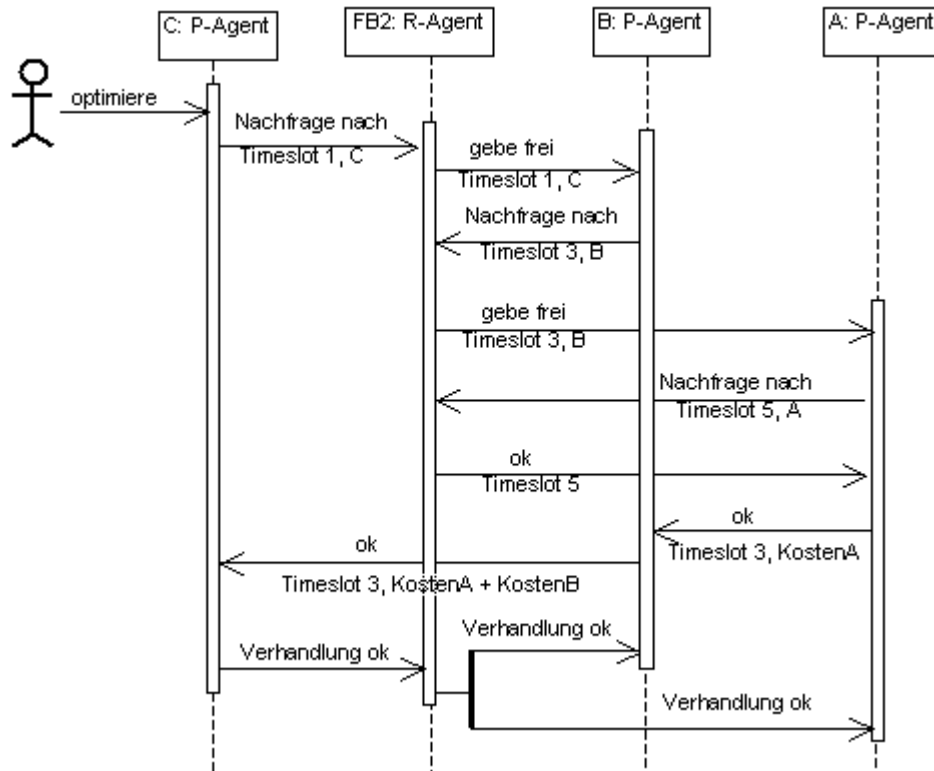 C: P-Agent
FB2: R-Agent
B: P-Agent
A: P-Agent
optimiere
Nachfrage nach
Timeslot 1, C
gebe frei
Timeslot 1, C
Nachfrage nach
Timeslot 3, B
gebe frei
Timeslot 3, B
Nachfrage nach
Timeslot 5, A
ok
Timeslot 5
ok
Timeslot 3, KostenA
ok
Timeslot 3, KostenA + KostenB
Verhandlung ok
Verhandlung ok
Verhandlung ok